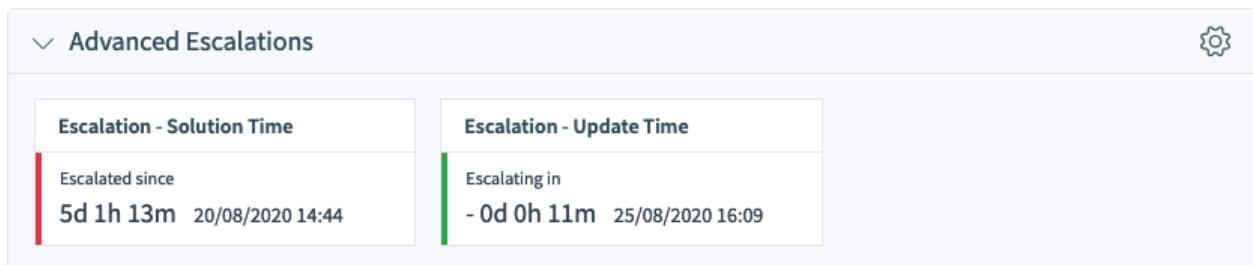 Advanced Escalations
Escalation - Solution Time
Escalated since
5d 1h 13m 20/08/2020 14:44
Escalation - Update Time
Escalating in
- 0d 0h 11m 25/08/2020 16:09